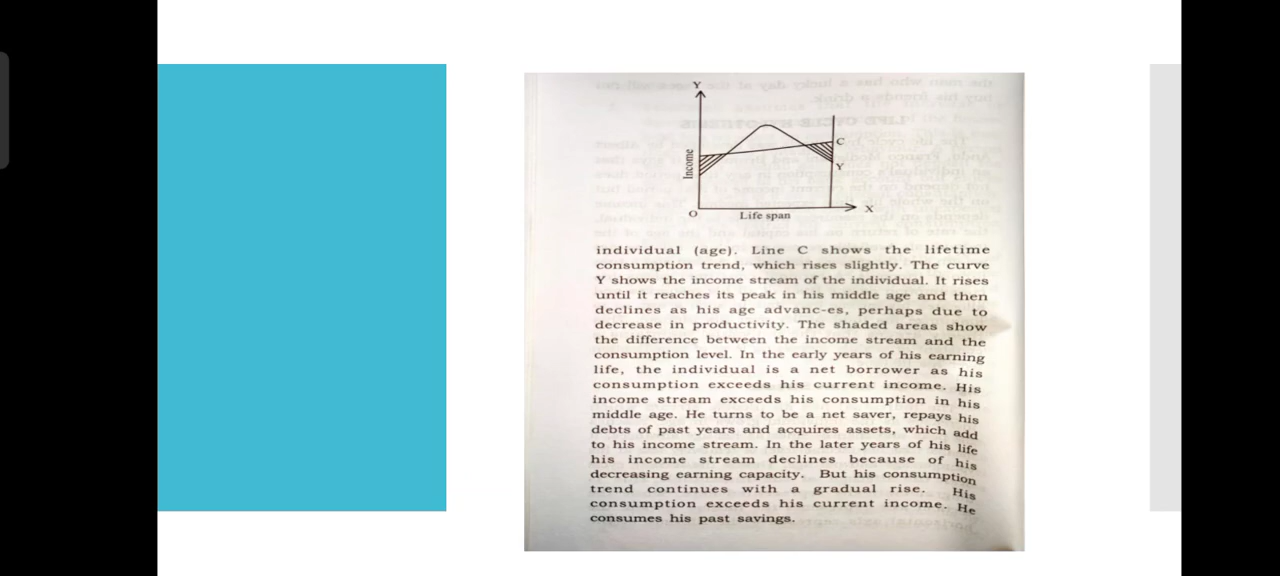 Y
Income
C
Y
O
Life span
X
individual (age). Line C shows the lifetime
consumption trend, which rises slightly. The curve
Y shows the income stream of the individual. It rises
until it reaches its peak in his middle age and then
declines as his age advanc-es, perhaps due to
decrease in productivity. The shaded areas show
the difference between the income stream and the
consumption level. In the early years of his earning
life, the individual is a net borrower as his
consumption exceeds his current income. His
income stream exceeds his consumption in his
middle age. He turns to be a net saver, repays his
debts of past years and acquires assets, which add
to his income stream. In the later years of his life
his income stream declines because of his
decreasing earning capacity. But his consumption
trend continues with a gradual rise. His
consumption exceeds his current income. He
consumes his past savings.